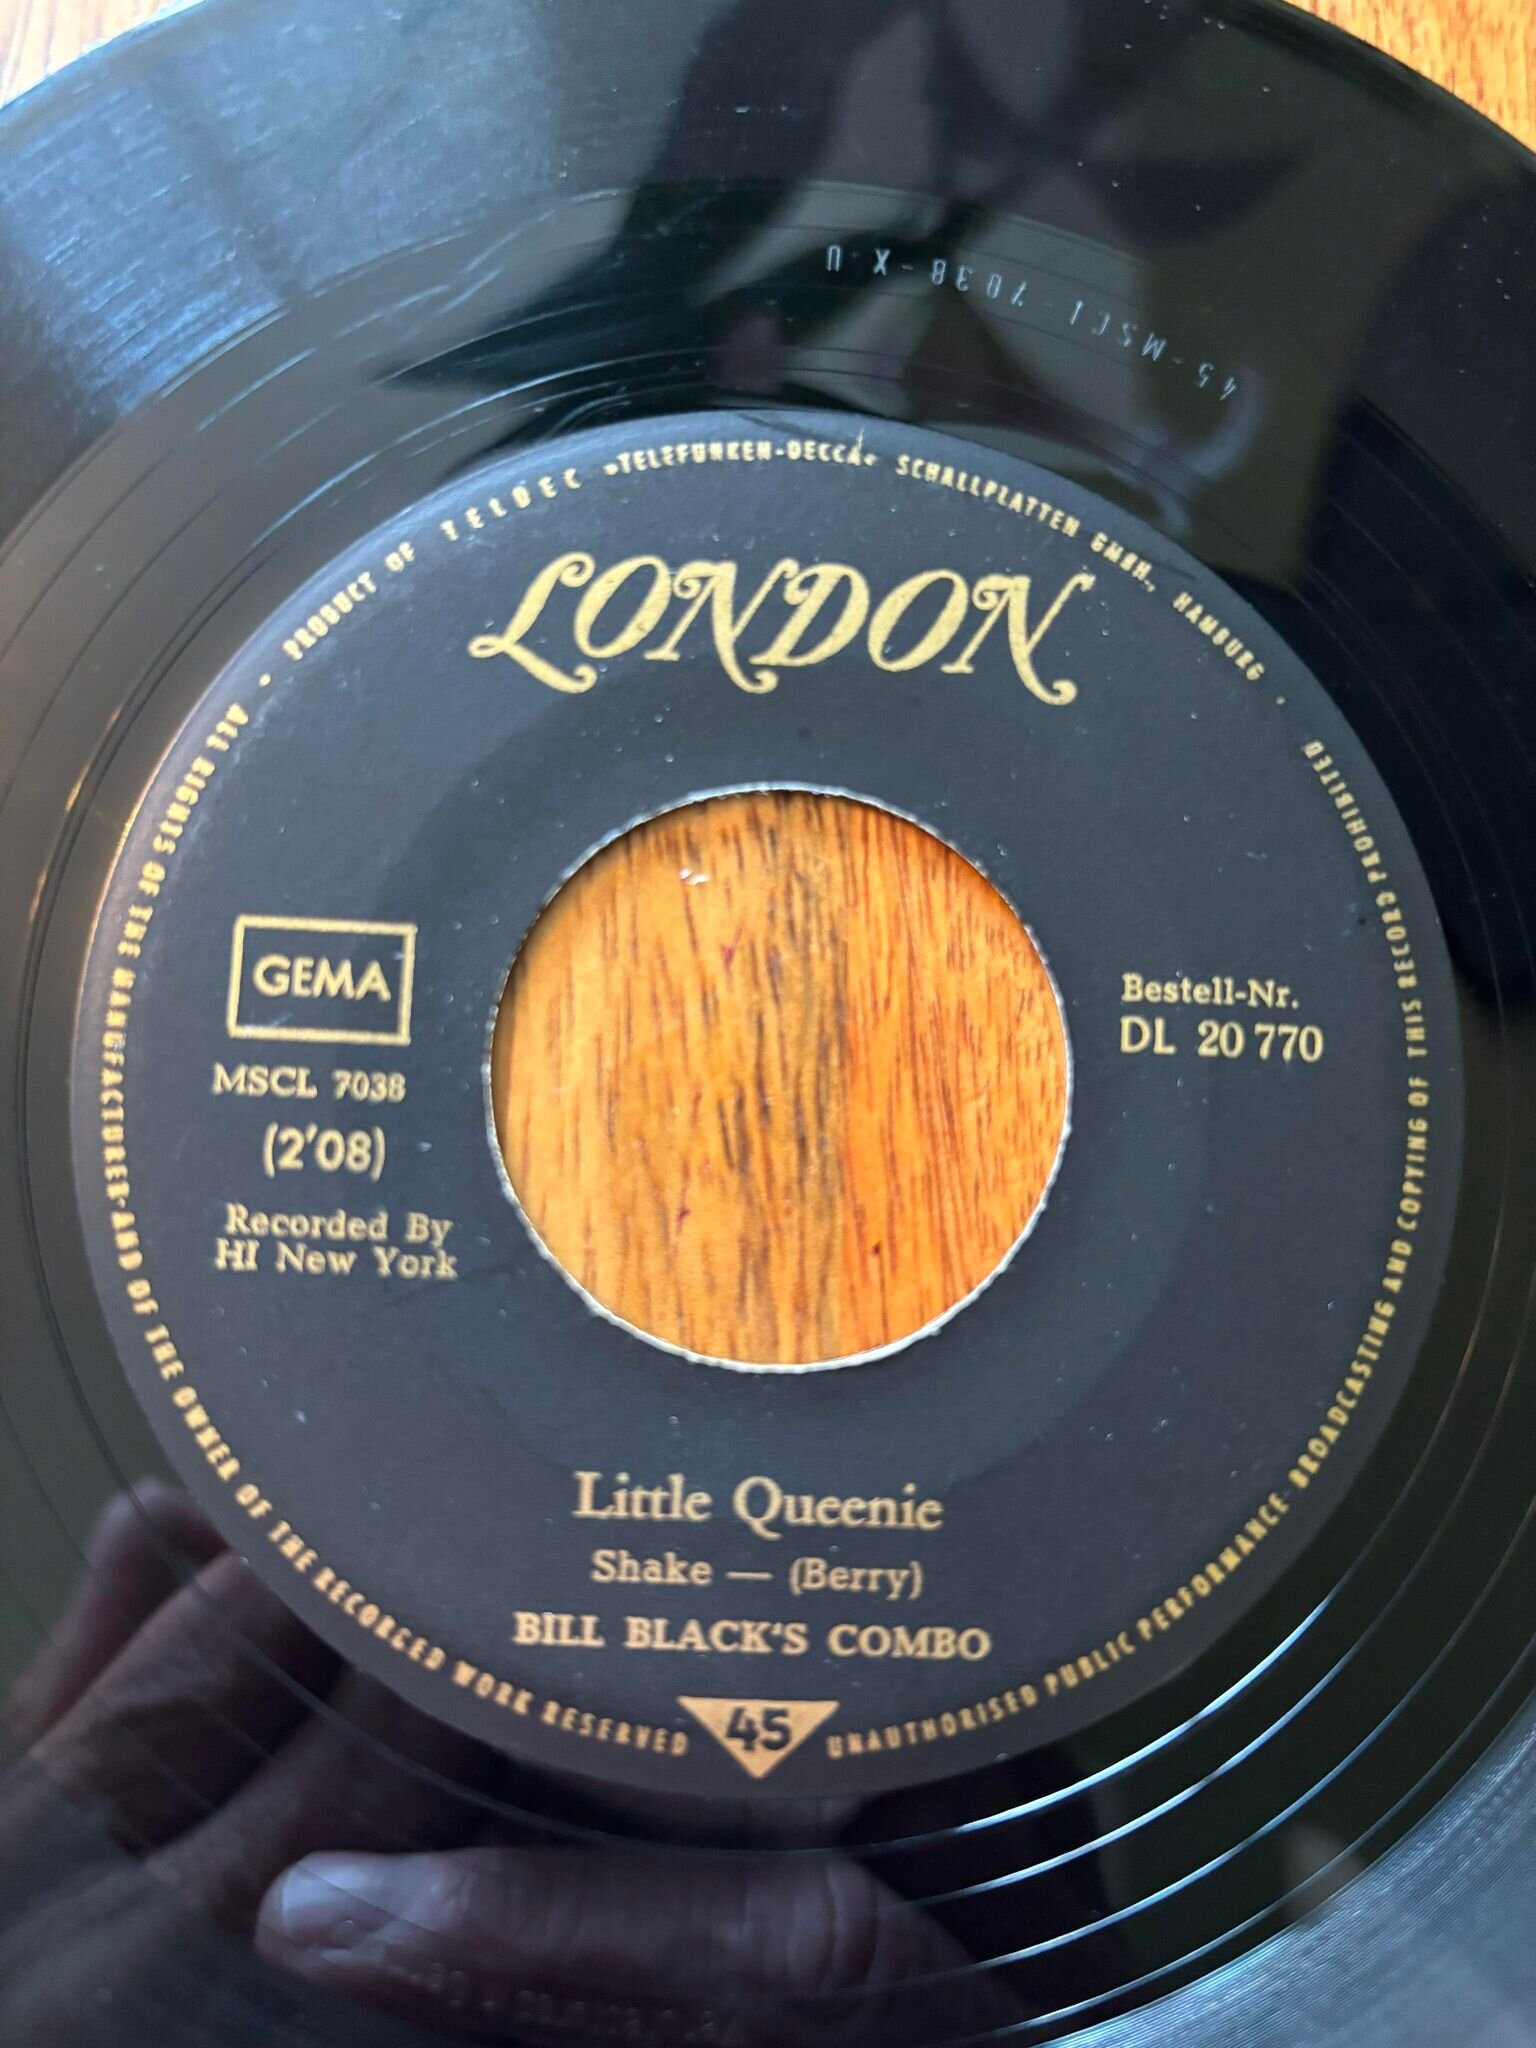 45-MSCL-7038-X U
PRODUCT OF TELDEC »TELEFUNKEN-DECCA« SCHALLPLATTEN GMBH., HAMBURG ·
LONDON
GEMA
MSCL 7038
(2'08)
Recorded By
HI New York
Bestell-Nr.
DL 20 770
Little Queenie
Shake — (Berry)
BILL BLACK'S COMBO
45
· ALL RIGHTS OF THE MANUFACTURER AND OF THE OWNER OF THE RECORDED WORK RESERVED
UNAUTHORISED PUBLIC PERFORMANCE BROADCASTING AND COPYING OF THIS RECORD PROHIBITED